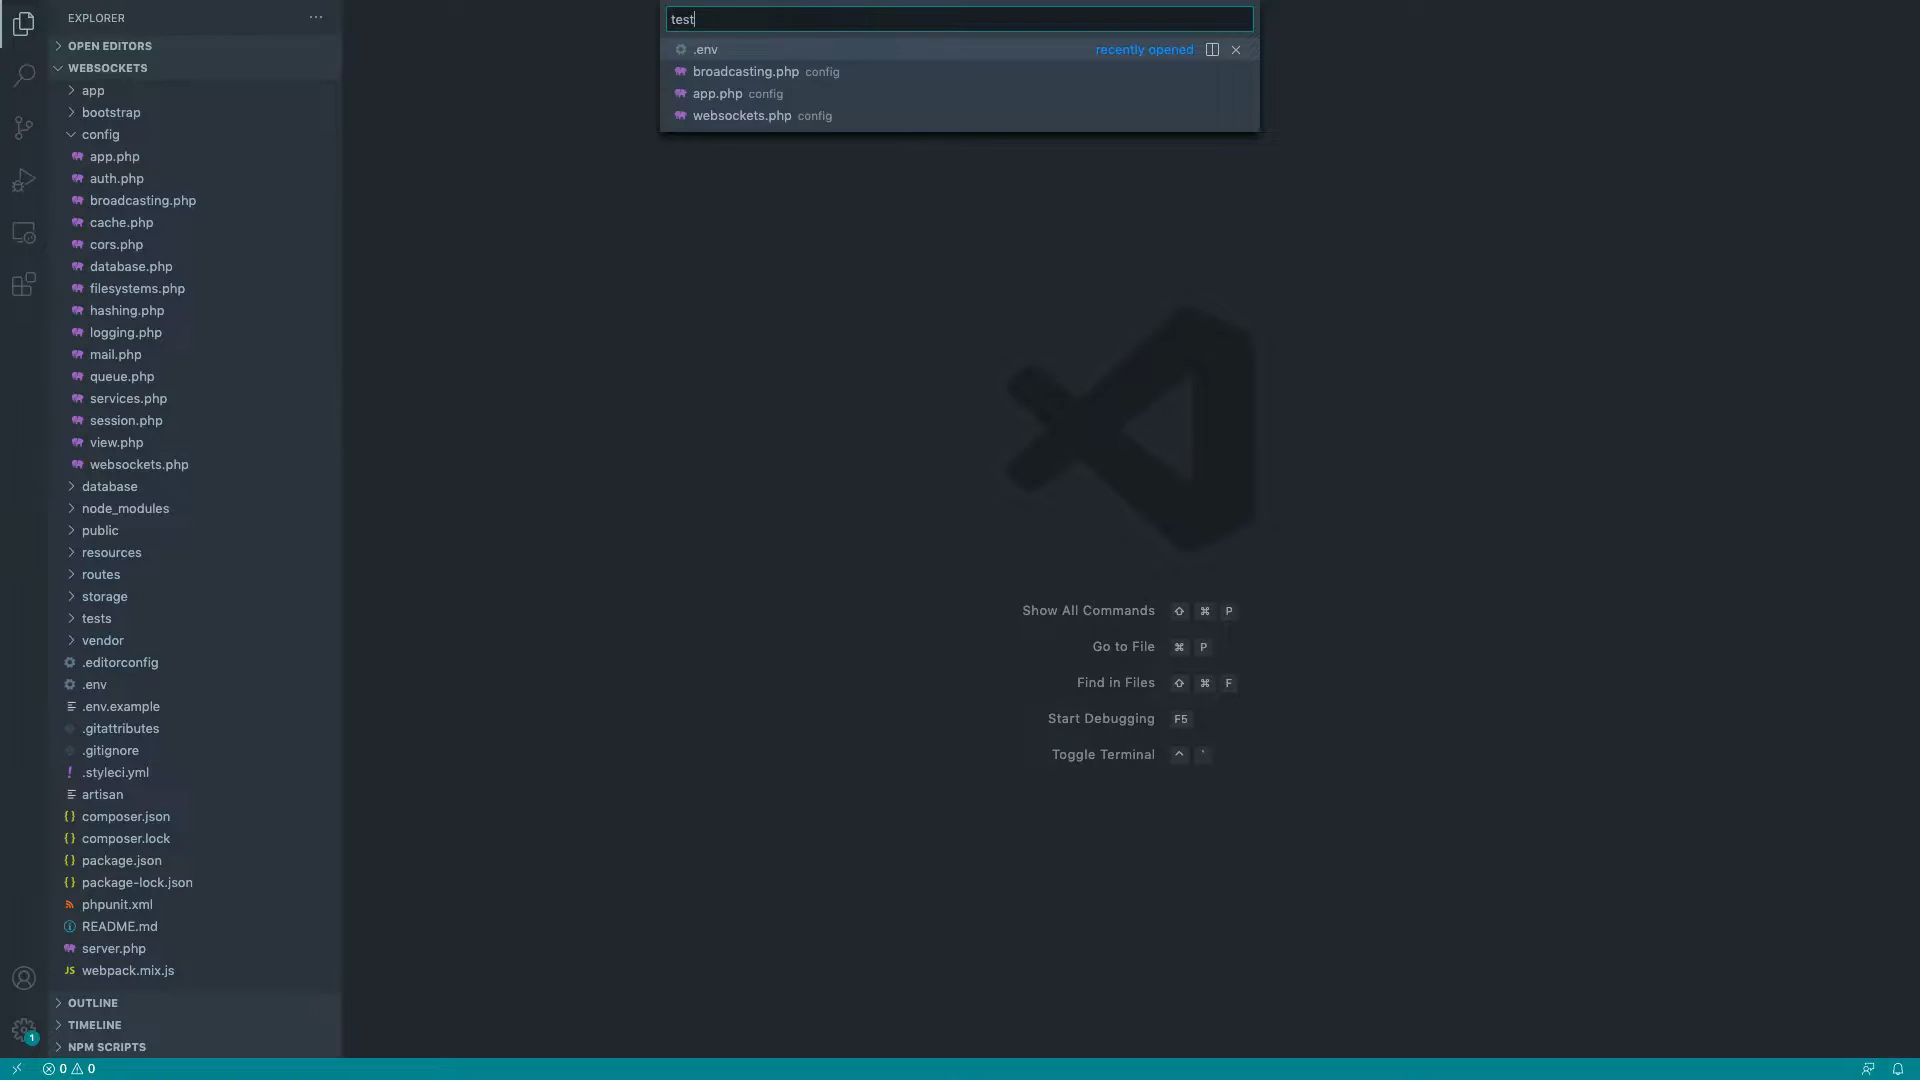 EXPLORER
OPEN EDITORS
WEBSOCKETS
app
bootstrap
config
app.php
auth.php
broadcasting.php
cache.php
cors.php
database.php
filesystems.php
hashing.php
logging.php
mail.php
queue.php
services.php
session.php
view.php
websockets.php
database
node_modules
public
resources
routes
storage
tests
vendor
.editorconfig
.env
.env.example
.gitattributes
.gitignore
! .styleci.yml
artisan
{} composer.json
{} composer.lock
{} package.json
{} package-lock.json
phpunit.xml
README.md
server.php
JS webpack.mix.js
OUTLINE
TIMELINE
NPM SCRIPTS
1
0 0
test
.env recently opened
broadcasting.php config
app.php config
websockets.php config
Show All Commands ⇧ ⌘ P
Go to File ⌘ P
Find in Files ⇧ ⌘ F
Start Debugging F5
Toggle Terminal ^ `